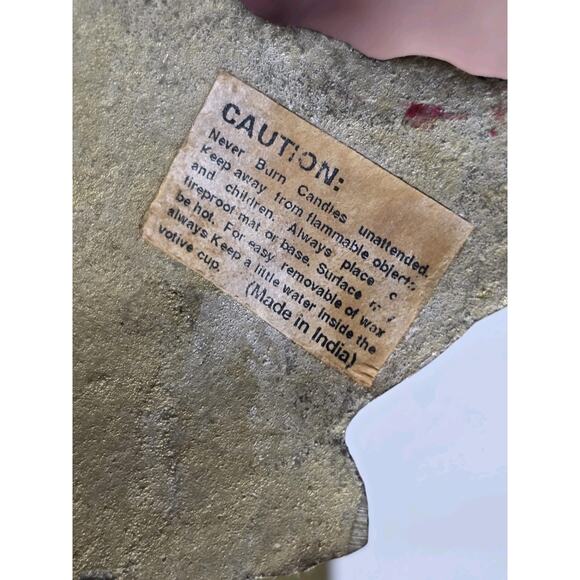 CAUTION:
Never Burn Candles unattended.
Keep away from flammable objects
and children. Always place
fireproof mat or base. Surface
be hot. For easy removable of wax
always Keep a little water Inside the
votive cup.
(Made in India)